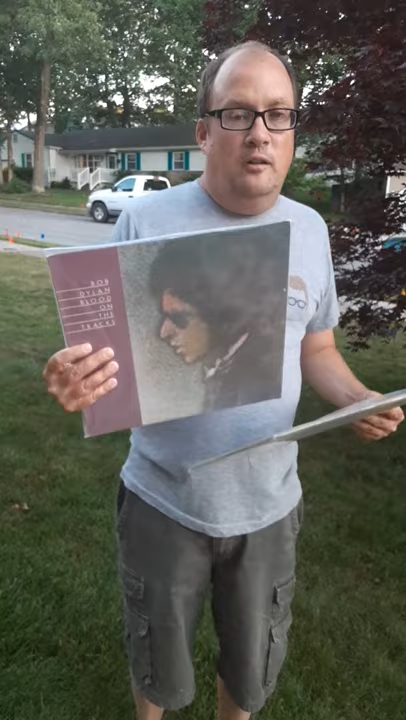 BOB
DYLAN
BLOOD
ON
THE
TRACKS